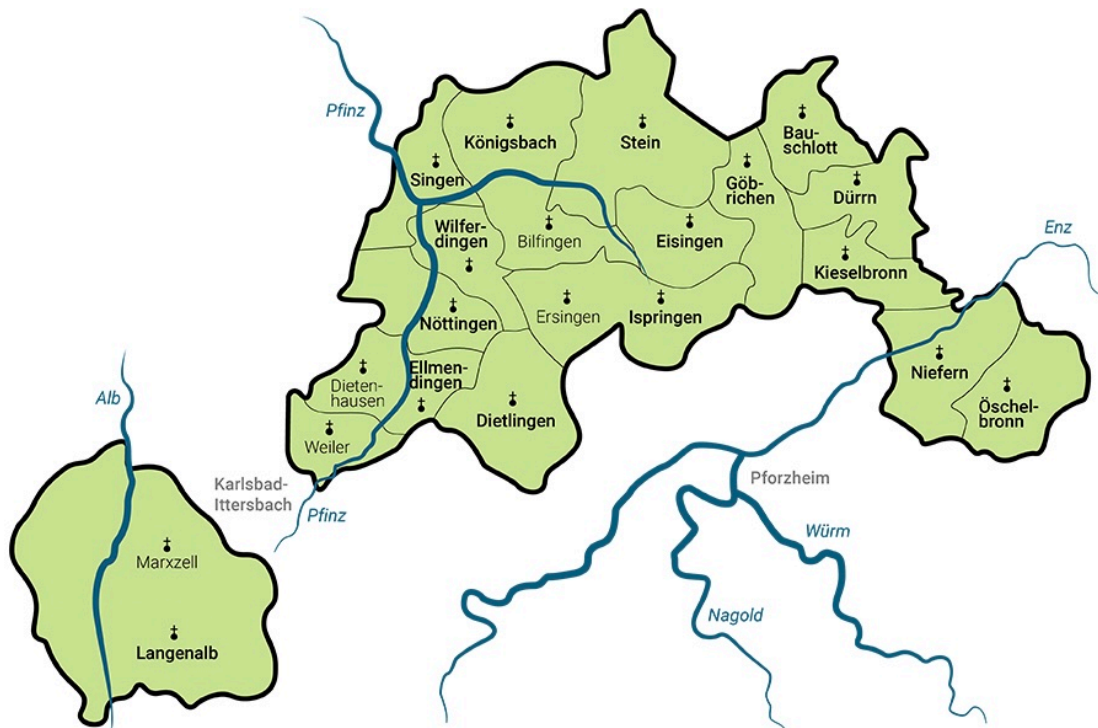 Pfinz
Königsbach
Stein
Bau-
schlott
Singen
Göb-
richen
Dürrn
Wilfer-
dingen
Bilfingen
Eisingen
Enz
Kieselbronn
Nöttingen
Ersingen
Ispringen
Dieten-
hausen
Ellmen-
dingen
Niefern
Alb
Dietlingen
Öschel-
bronn
Weiler
Karlsbad-
Ittersbach
Pfinz
Pforzheim
Würm
Marxzell
Nagold
Langenalb